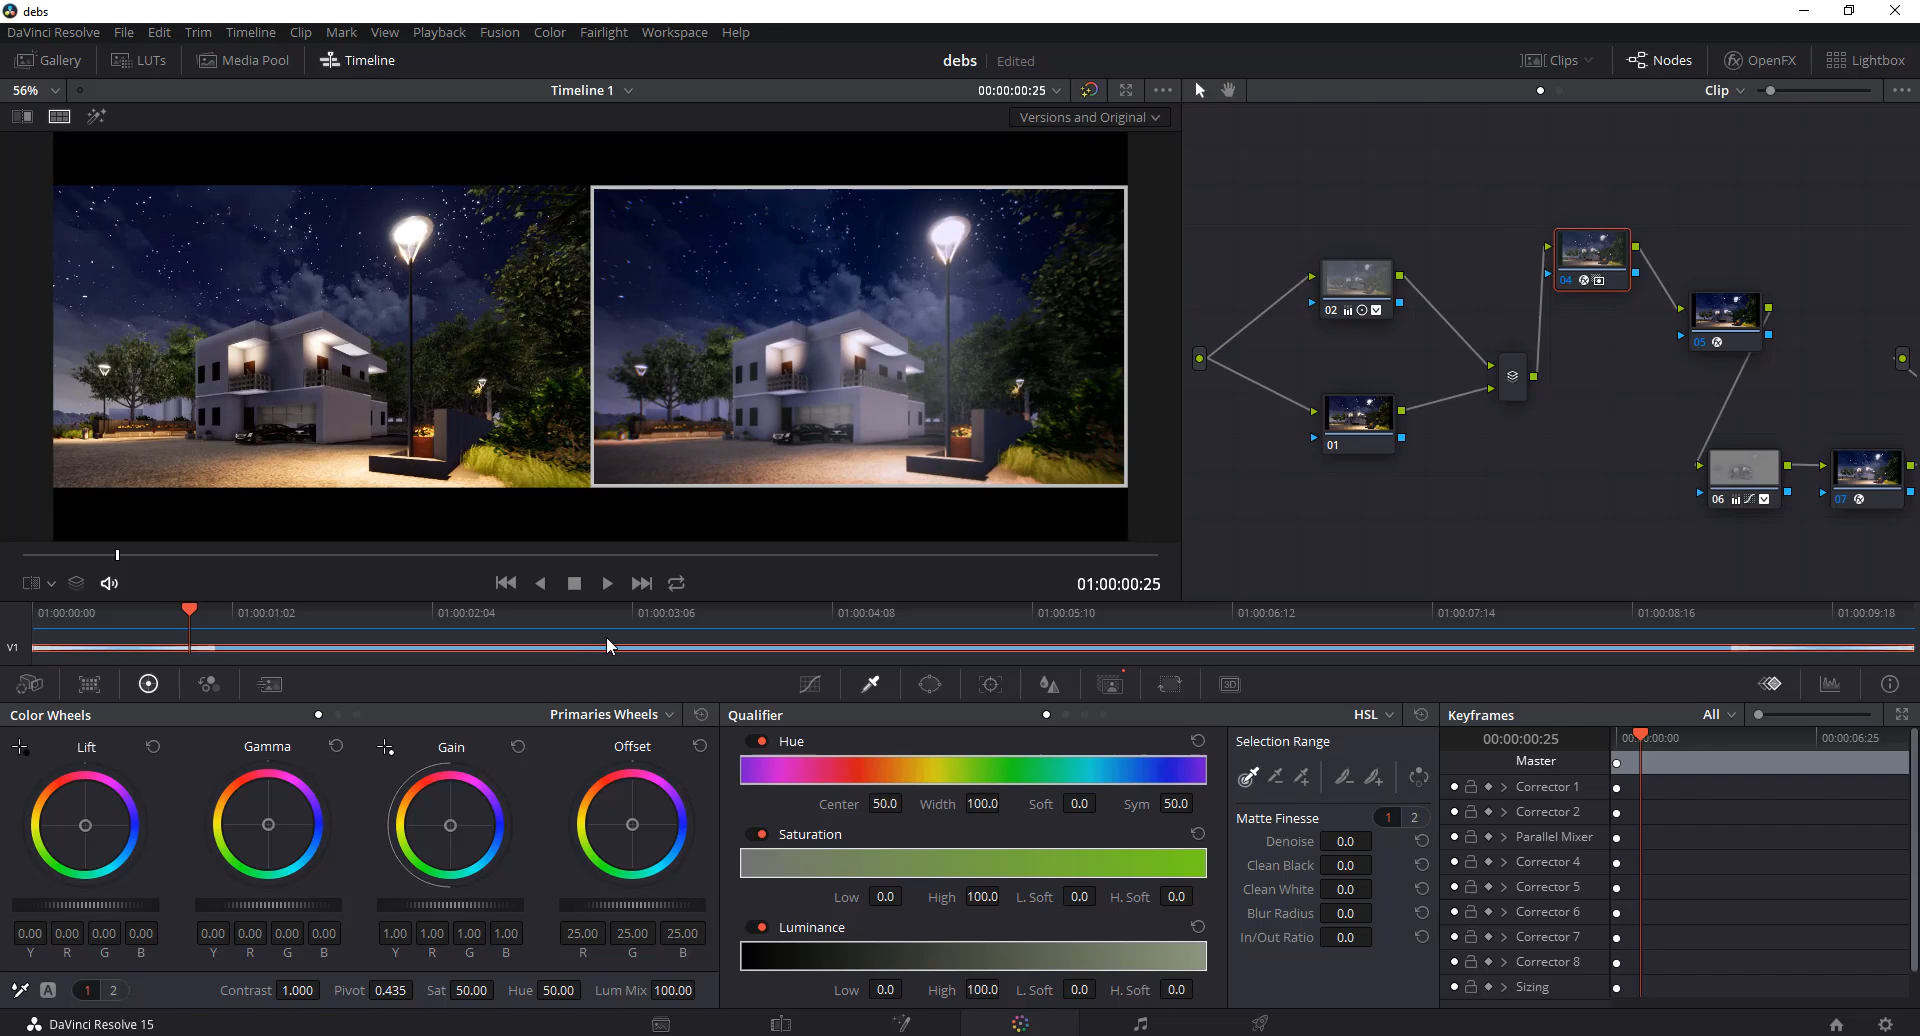 debs
DaVinci Resolve File Edit Trim Timeline Clip Mark View Playback Fusion Color Fairlight Workspace Help
Gallery LUTs Media Pool Timeline debs Edited Clips Nodes OpenFX Lightbox
56% Timeline 1 00:00:00:25 Clip
Versions and Original
04
02
05
01
06
07
01:00:00:25
01:00:00:00 01:00:01:02 01:00:02:04 01:00:03:06 01:00:04:08 01:00:05:10 01:00:06:12 01:00:07:14 01:00:08:16 01:00:09:18
V1
3D
Color Wheels Primaries Wheels Qualifier HSL Keyframes All
Lift Gamma Gain Offset
Hue
Center 50.0 Width 100.0 Soft 0.0 Sym 50.0
Saturation
Low 0.0 High 100.0 L. Soft 0.0 H. Soft 0.0
Luminance
Low 0.0 High 100.0 L. Soft 0.0 H. Soft 0.0
Selection Range
Matte Finesse 1 2
Denoise 0.0
Clean Black 0.0
Clean White 0.0
Blur Radius 0.0
In/Out Ratio 0.0
00:00:00:25 00:00:06:25
Master
Corrector 1
Corrector 2
Parallel Mixer
Corrector 4
Corrector 5
Corrector 6
Corrector 7
Corrector 8
Sizing
0.00 0.00 0.00 0.00 0.00 0.00 0.00 0.00 1.00 1.00 1.00 1.00 25.00 25.00 25.00
Y R G B Y R G B Y R G B R G B
A 1 2 Contrast 1.000 Pivot 0.435 Sat 50.00 Hue 50.00 Lum Mix 100.00
DaVinci Resolve 15